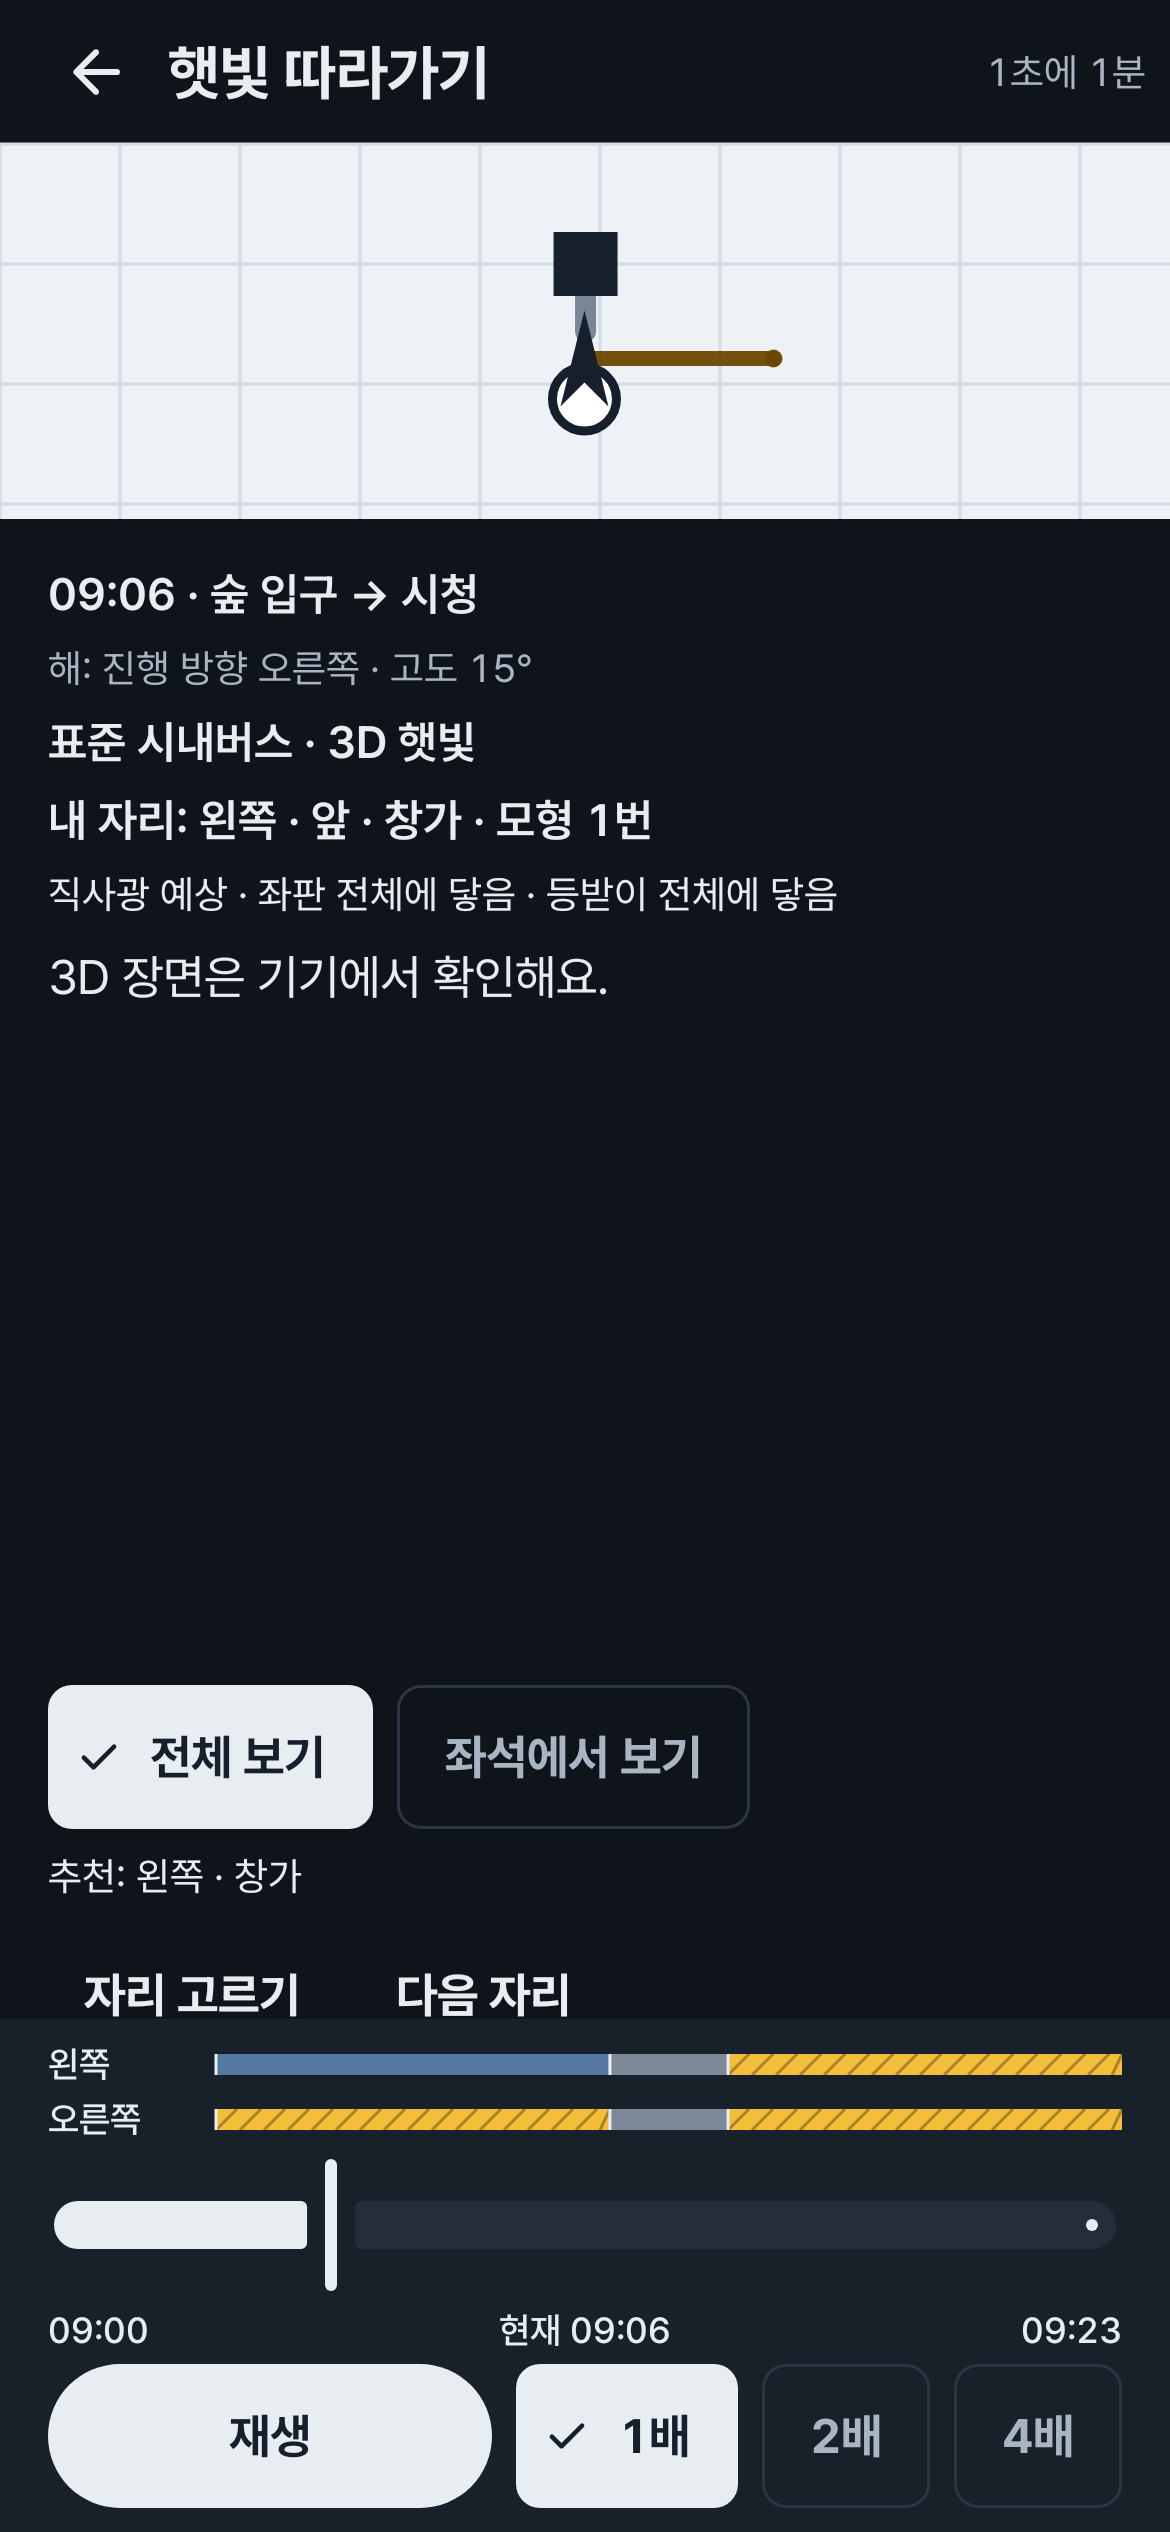 햇빛 따라가기
1초에 1분
09:06 · 숲 입구 → 시청
해: 진행 방향 오른쪽 · 고도 15°
표준 시내버스 · 3D 햇빛
내 자리: 왼쪽 · 앞 · 창가 · 모형 1번
직사광 예상 · 좌판 전체에 닿음 · 등받이 전체에 닿음
3D 장면은 기기에서 확인해요.
전체 보기
좌석에서 보기
추천: 왼쪽 · 창가
자리 고르기
다음 자리
왼쪽
오른쪽
09:00
현재 09:06
09:23
재생
1배
2배
4배